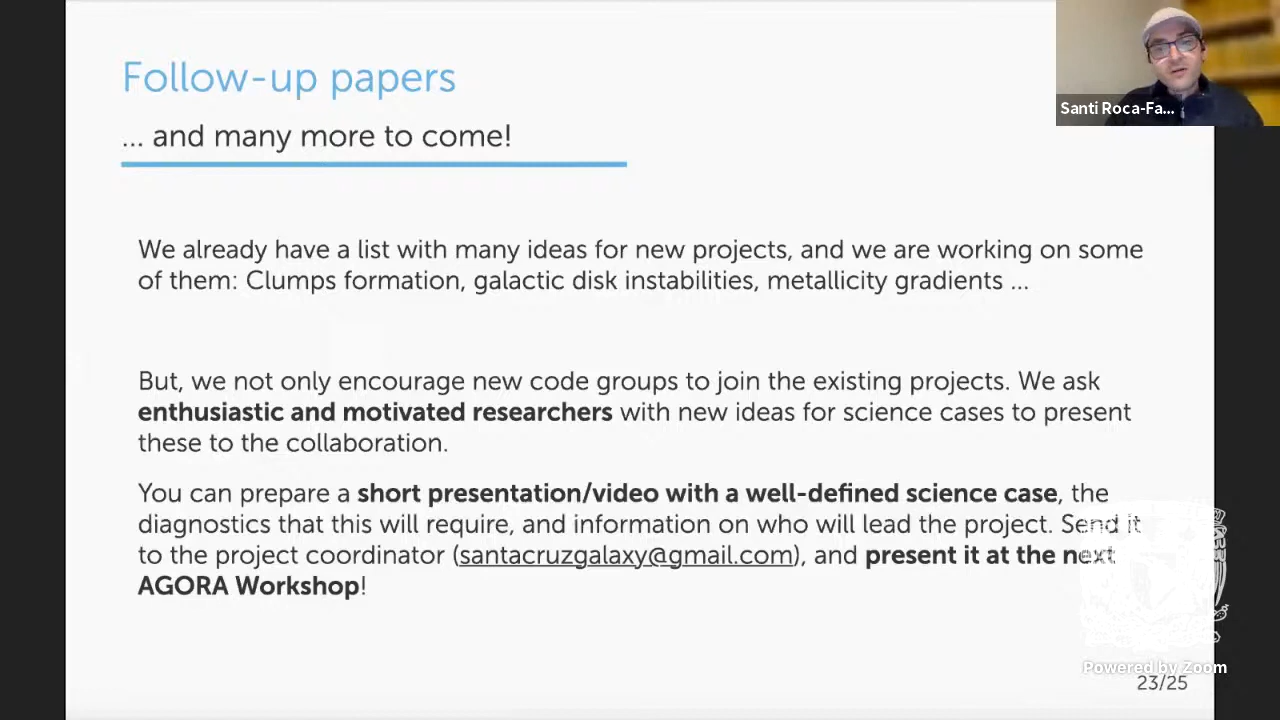 Follow-up papers
... and many more to come!
Santi Roca-Fa...
We already have a list with many ideas for new projects, and we are working on some
of them: Clumps formation, galactic disk instabilities, metallicity gradients ...
But, we not only encourage new code groups to join the existing projects. We ask
enthusiastic and motivated researchers with new ideas for science cases to present
these to the collaboration.
You can prepare a short presentation/video with a well-defined science case, the
diagnostics that this will require, and information on who will lead the project. Send it
to the project coordinator (santacruzgalaxy@gmail.com), and present it at the next
AGORA Workshop!
Powered by Zoom
23/25